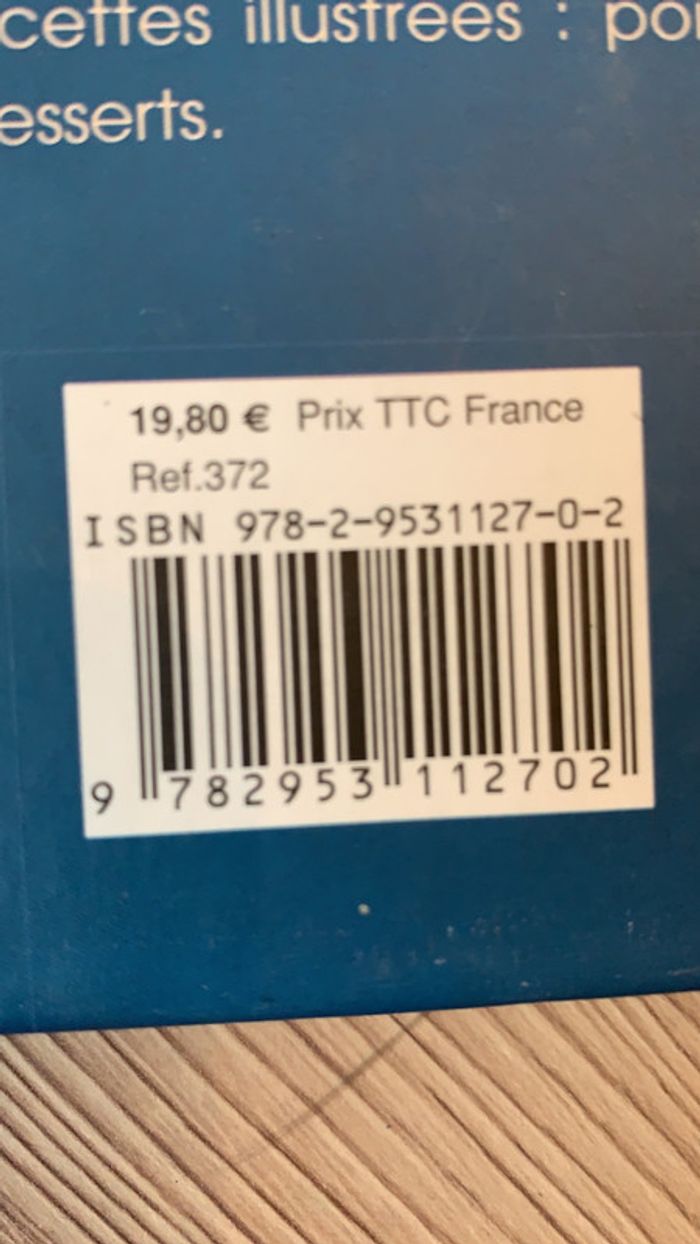 cettes illustrées : po
esserts.
19,80 € Prix TTC France
Ref.372
ISBN 978-2-9531127-0-2
9 782953 112702